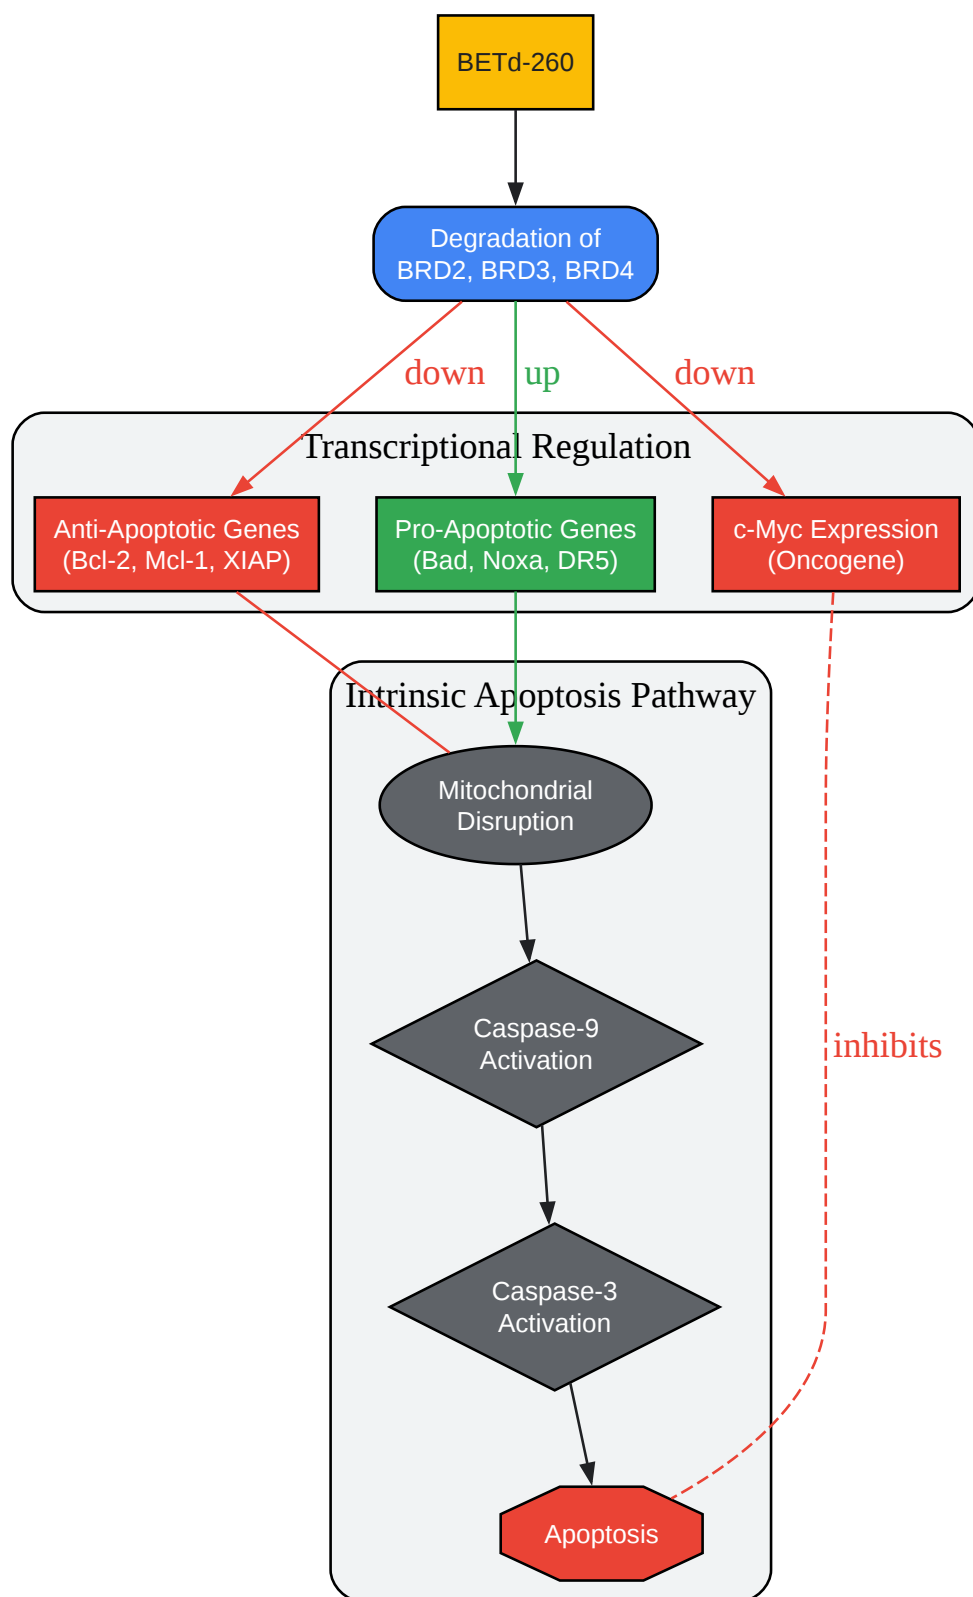 BETd-260
Degradation of
BRD2, BRD3, BRD4
down
up
down
Transcriptional Regulation
Anti-Apoptotic Genes
(Bcl-2, Mcl-1, XIAP)
Pro-Apoptotic Genes
(Bad, Noxa, DR5)
c-Myc Expression
(Oncogene)
Intrinsic Apoptosis Pathway
Mitochondrial
Disruption
Caspase-9
Activation
inhibits
Caspase-3
Activation
Apoptosis